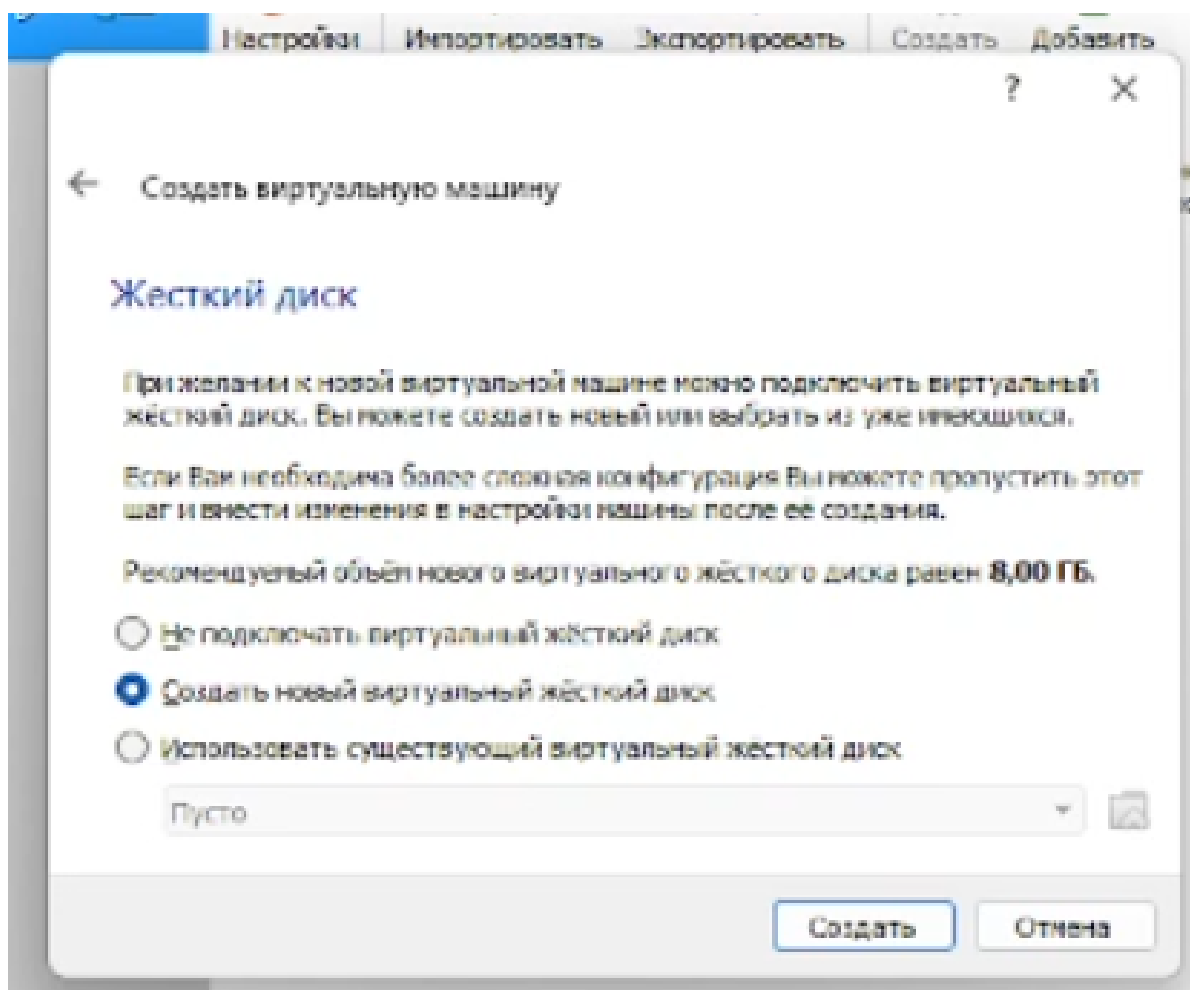 Настройки Импортировать Экспортировать Создать Добавить
?
Создать виртуальную машину
Жесткий диск
При желании к новой виртуальной машине можно подключить виртуальный
жёсткий диск. Вы можете создать новый или выбрать из уже имеющихся.
Если Вам необходима более сложная конфигурация Вы можете пропустить этот
шаг и внести изменения в настройки машины после её создания.
Рекомендуемый объём нового виртуального жёсткого диска равен 8,00 ГБ.
Не подключать виртуальный жёсткий диск
Создать новый виртуальный жёсткий диск
Использовать существующий виртуальный жёсткий диск
Пусто
Создать Отмена